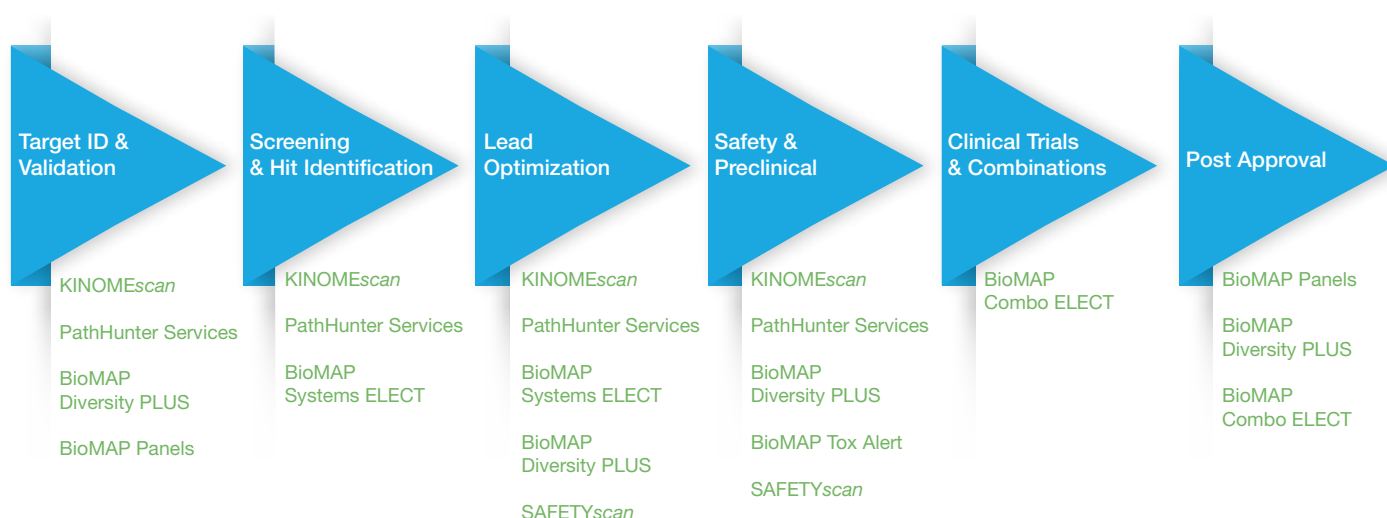 Target ID &
Validation
KINOMEscan
PathHunter Services
BioMAP
Diversity PLUS
BioMAP Panels
Screening
& Hit Identification
KINOMEscan
PathHunter Services
BioMAP
Systems ELECT
Lead
Optimization
KINOMEscan
PathHunter Services
BioMAP
Systems ELECT
BioMAP
Diversity PLUS
SAFETYscan
Safety &
Preclinical
KINOMEscan
PathHunter Services
BioMAP
Diversity PLUS
BioMAP Tox Alert
SAFETYscan
Clinical Trials
& Combinations
BioMAP
Combo ELECT
Post Approval
BioMAP Panels
BioMAP
Diversity PLUS
BioMAP
Combo ELECT